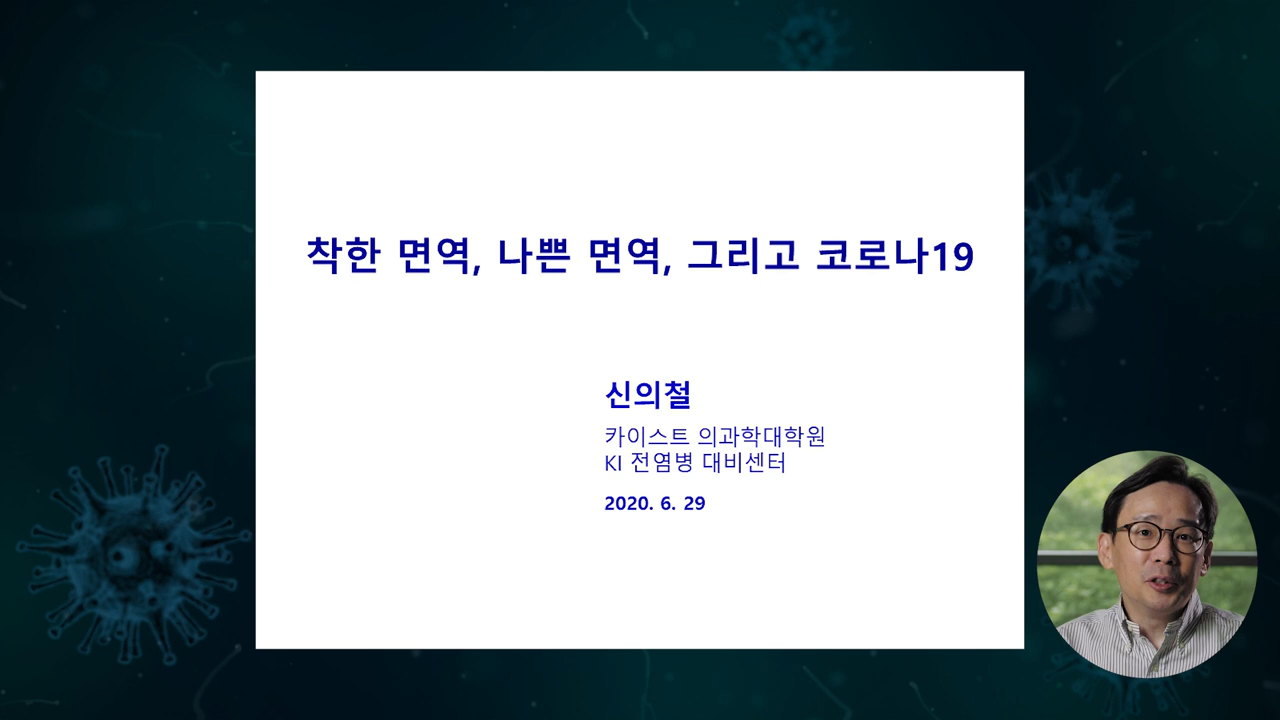 착한 면역, 나쁜 면역, 그리고 코로나19
신의철
카이스트 의과학대학원
KI 전염병 대비센터
2020. 6. 29